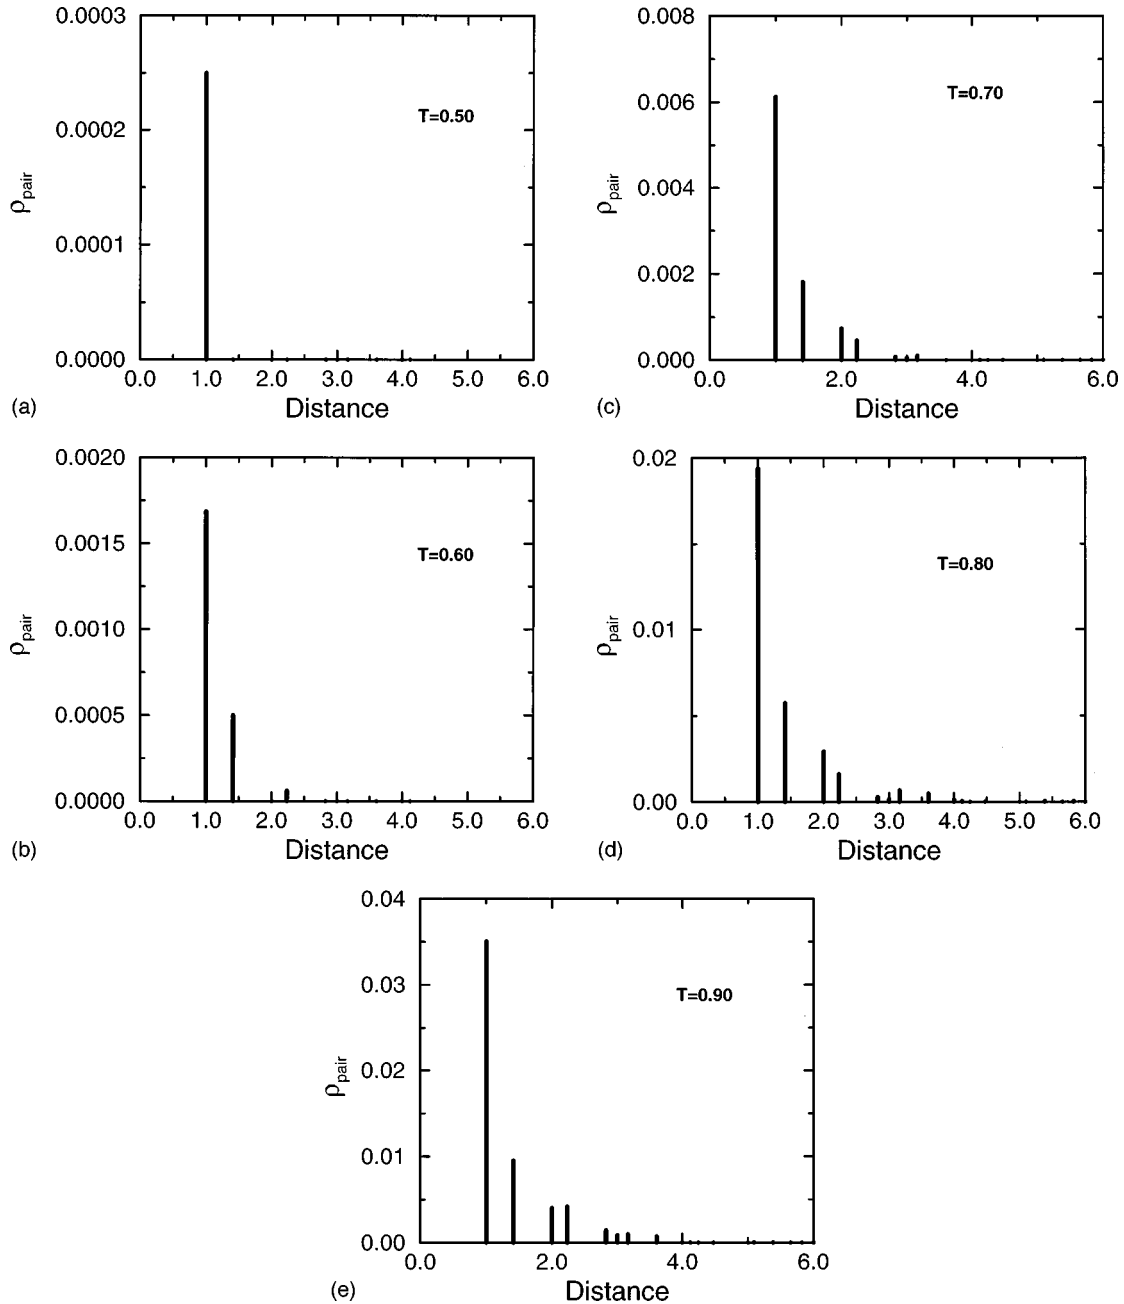 0.0003
0.0002
0.0001
0.0000
ρpair
T=0.50
0.0 1.0 2.0 3.0 4.0 5.0 6.0
(a) Distance
0.008
0.006
0.004
0.002
0.000
ρpair
T=0.70
0.0 2.0 4.0 6.0
(c) Distance
0.0020
0.0015
0.0010
0.0005
0.0000
ρpair
T=0.60
0.0 1.0 2.0 3.0 4.0 5.0 6.0
(b) Distance
0.02
0.01
0.00
ρpair
T=0.80
0.0 1.0 2.0 3.0 4.0 5.0 6.0
(d) Distance
0.04
0.03
0.02
0.01
0.00
ρpair
T=0.90
0.0 2.0 4.0 6.0
(e) Distance